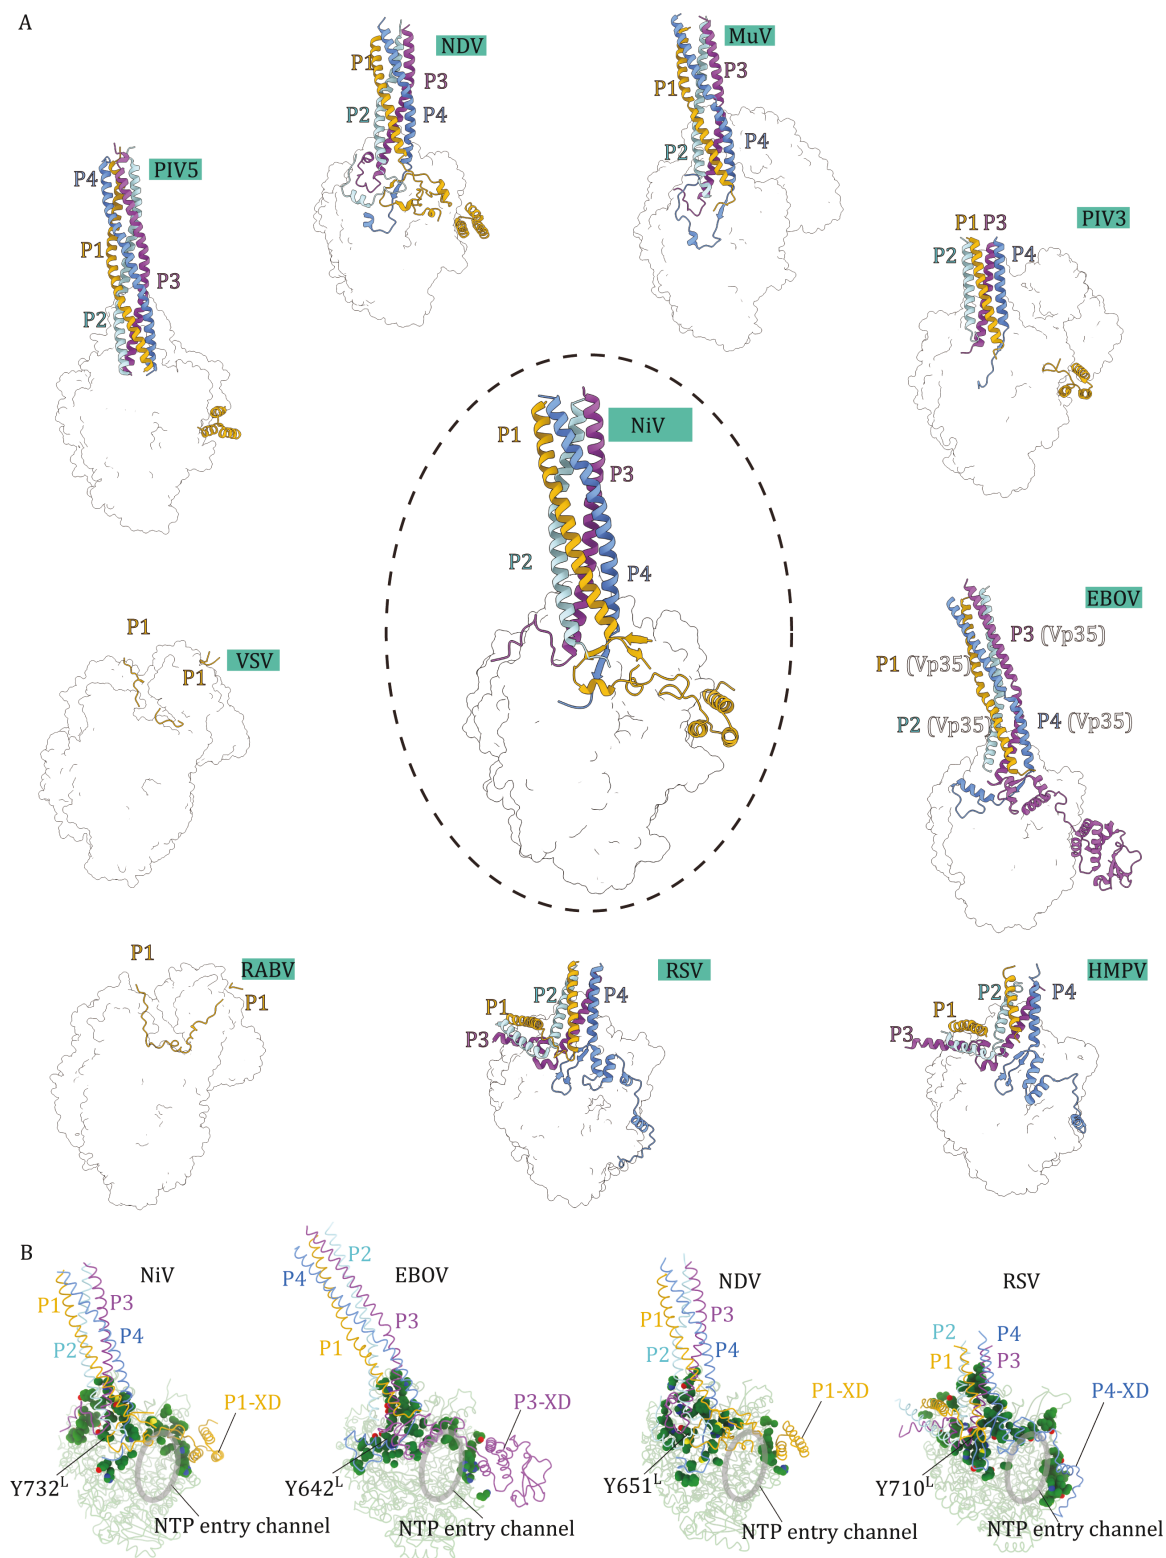 A
NDV
P1
P3
P2
P4
MuV
P3
P1
P2
P4
PIV5
P4
P1
P3
P2
PIV3
P1 P3
P2
P4
NiV
P1
P3
P2
P4
P1
VSV
P1
EBOV
P3 (Vp35)
P1 (Vp35)
P2 (Vp35)
P4 (Vp35)
P1
RABV
P1
RSV
P2
P4
P1
P3
HMPV
P2
P4
P1
P3
B
NiV
P1
P3
P2
P4
P1-XD
Y732L
NTP entry channel
EBOV
P2
P4
P3
P1
P3-XD
Y642L
NTP entry channel
NDV
P1
P3
P2
P4
P1-XD
Y651L
NTP entry channel
RSV
P2
P4
P1
P3
P4-XD
Y710L
NTP entry channel